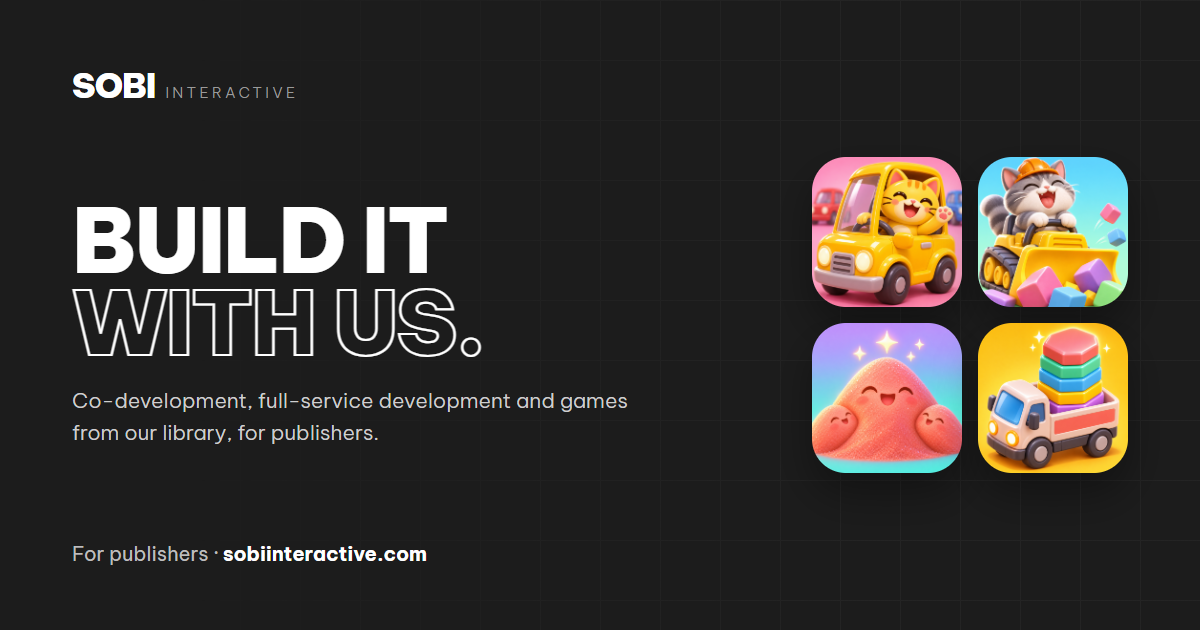 SOBI INTERACTIVE
BUILD IT
WITH US.
Co-development, full-service development and games
from our library, for publishers.
For publishers · sobiinteractive.com